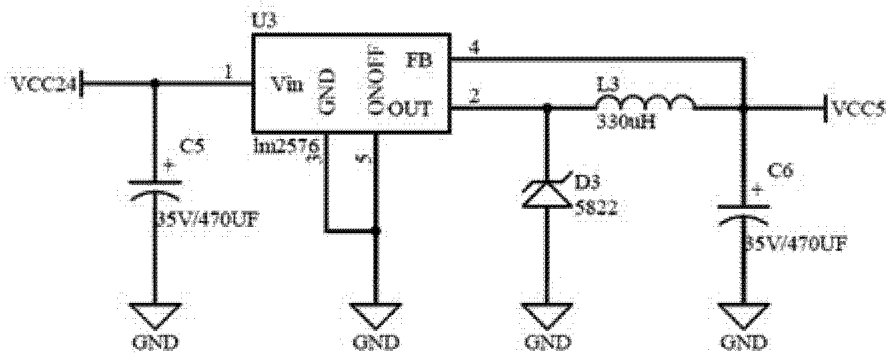 U3
VCC24
1
Vin
GND
ONOFF
FB
OUT
4
2
lm2576
3
5
L3
330uH
VCC5
C5
+
35V/470UF
D3
5822
C6
+
35V/470UF
GND
GND
GND
GND